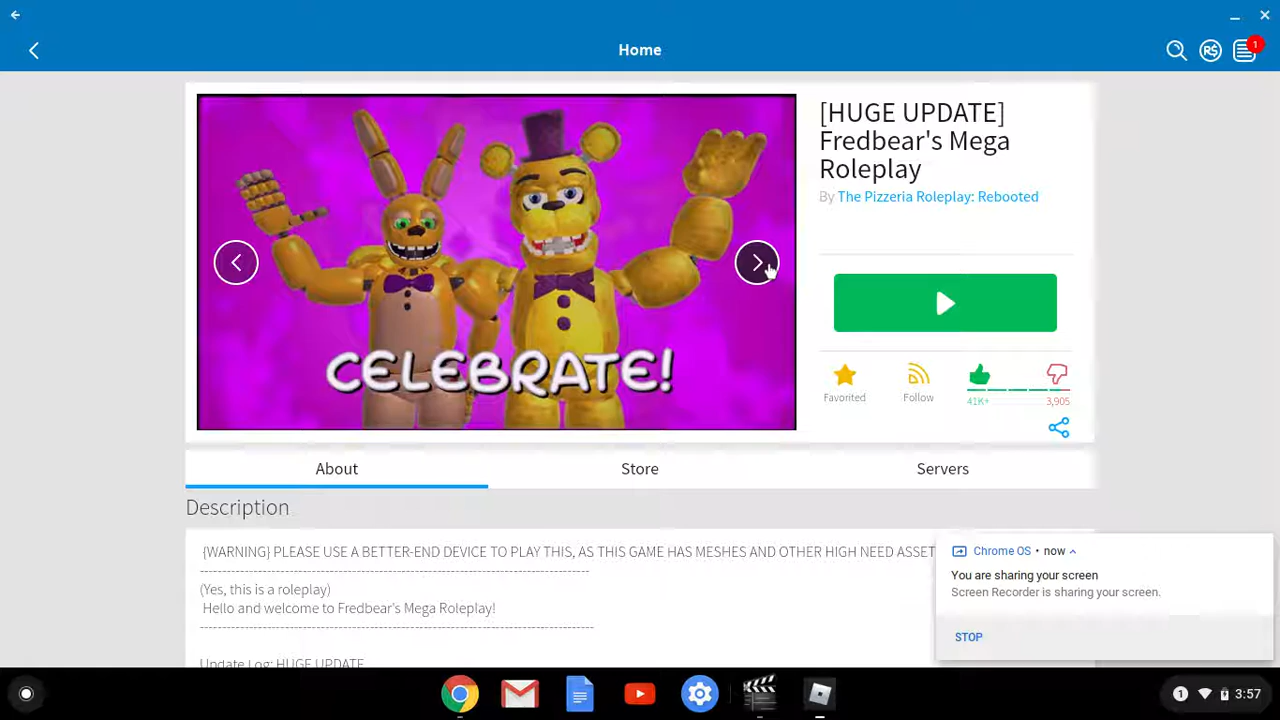 Home
1
[HUGE UPDATE]
Fredbear's Mega
Roleplay
By The Pizzeria Roleplay: Rebooted
CELEBRATE!
Favorited
Follow
41K+
3,905
About
Store
Servers
Description
{WARNING} PLEASE USE A BETTER-END DEVICE TO PLAY THIS, AS THIS GAME HAS MESHES AND OTHER HIGH NEED ASSET
--------------------------------------------------------------------------------
(Yes, this is a roleplay)
Hello and welcome to Fredbear's Mega Roleplay!
--------------------------------------------------------------------------------
Update Log: HUGE UPDATE
Chrome OS • now
You are sharing your screen
Screen Recorder is sharing your screen.
STOP
1
3:57